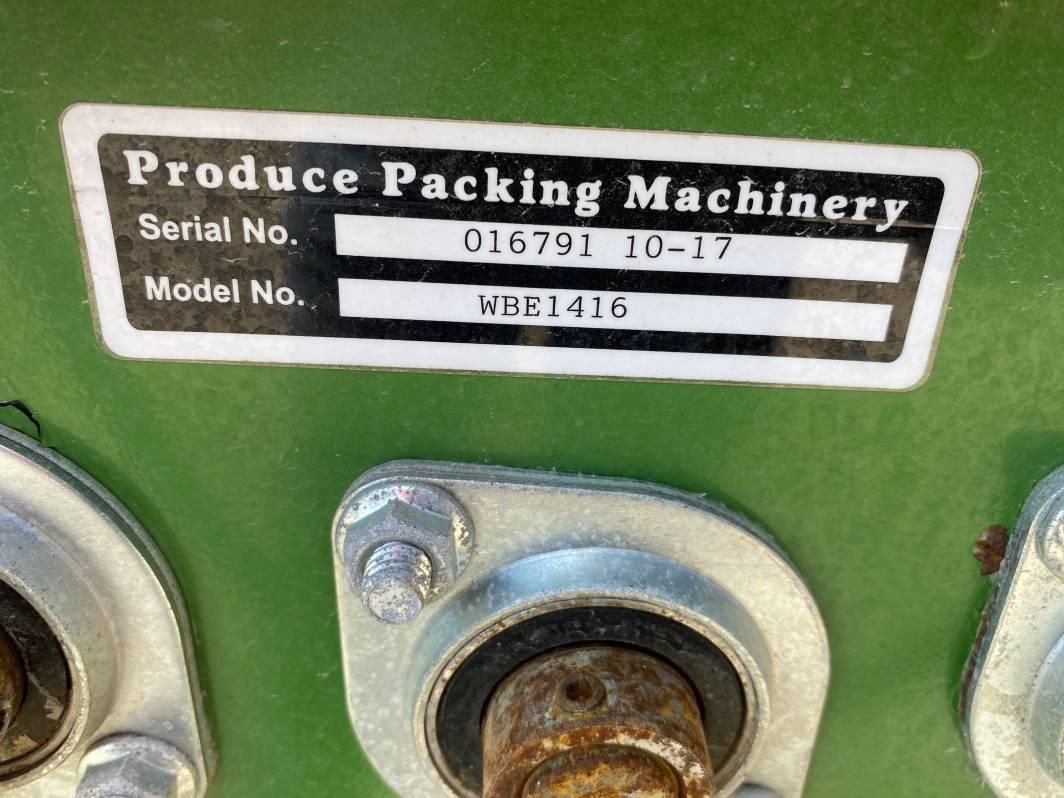 Produce Packing Machinery
Serial No. 016791 10-17
Model No. WBE1416